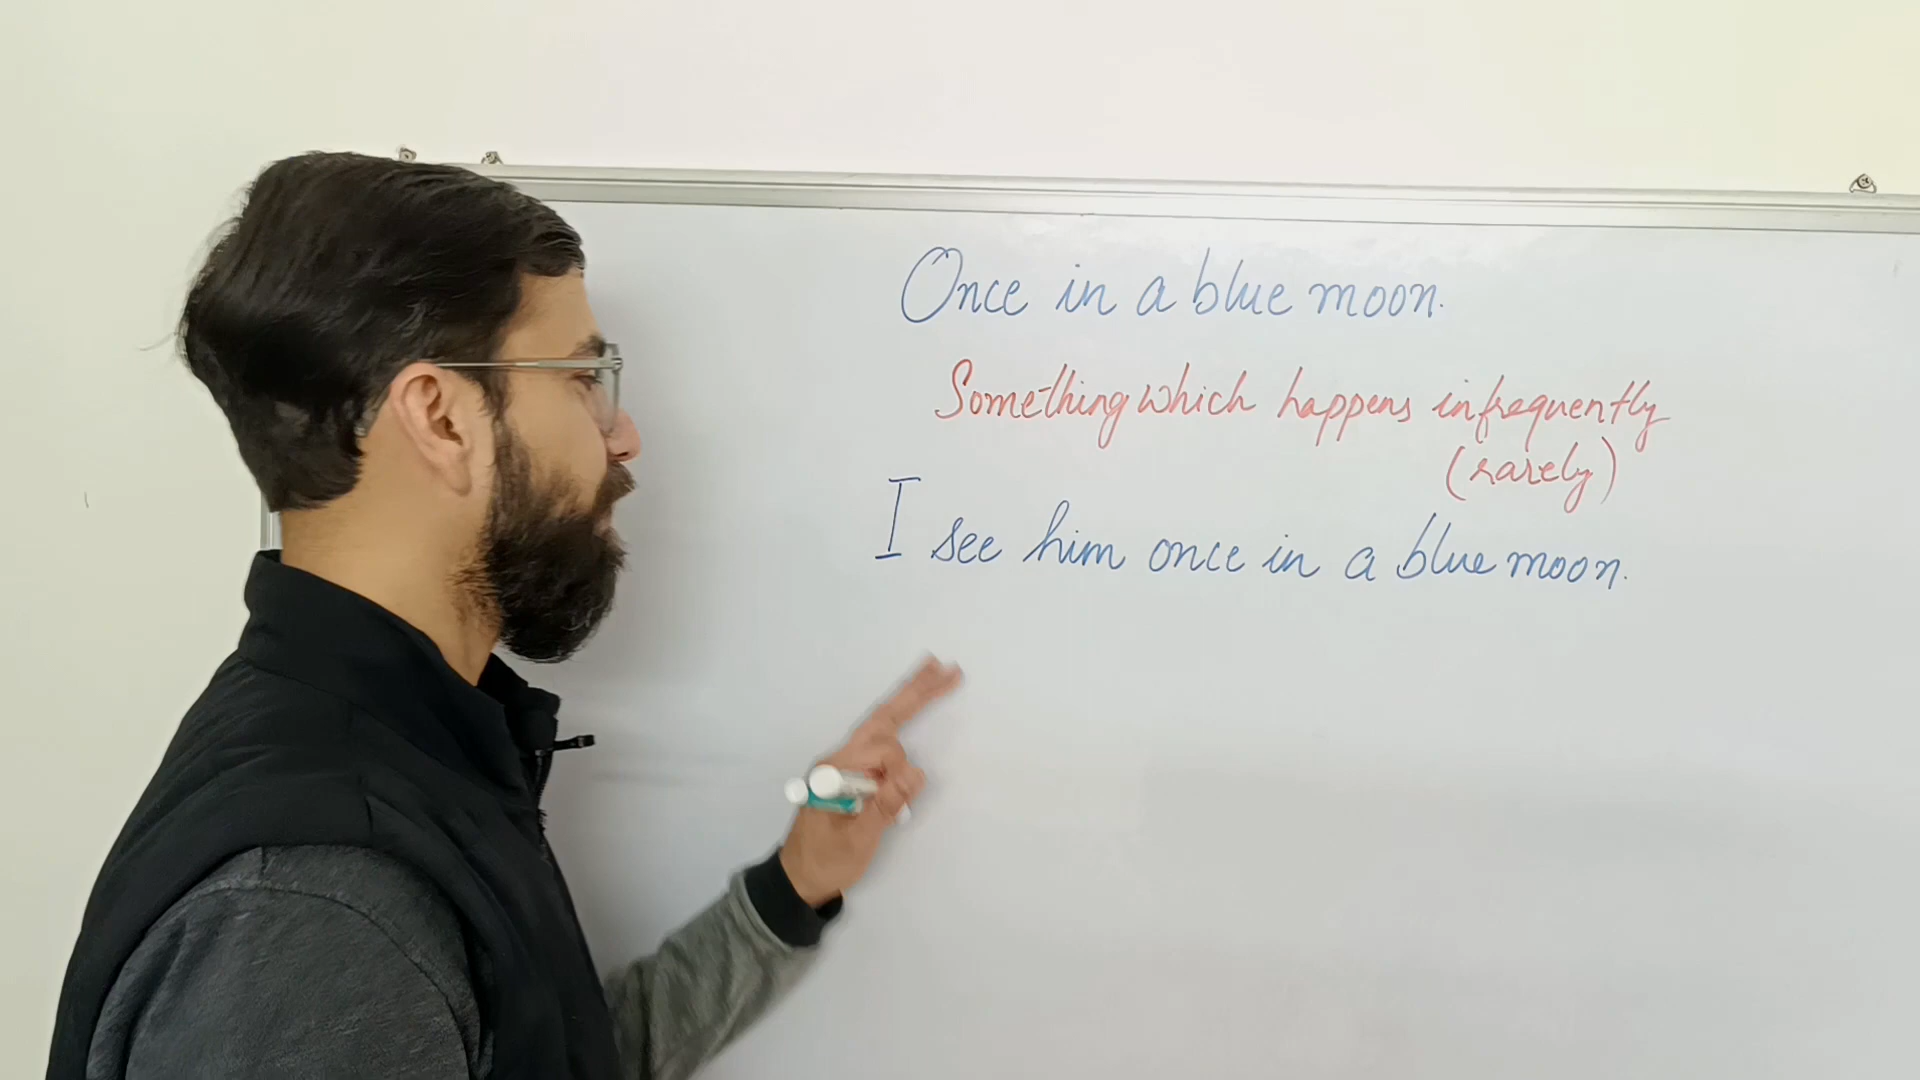 Once in a blue moon.
Something which happens infrequently
(rarely)
I see him once in a blue moon.